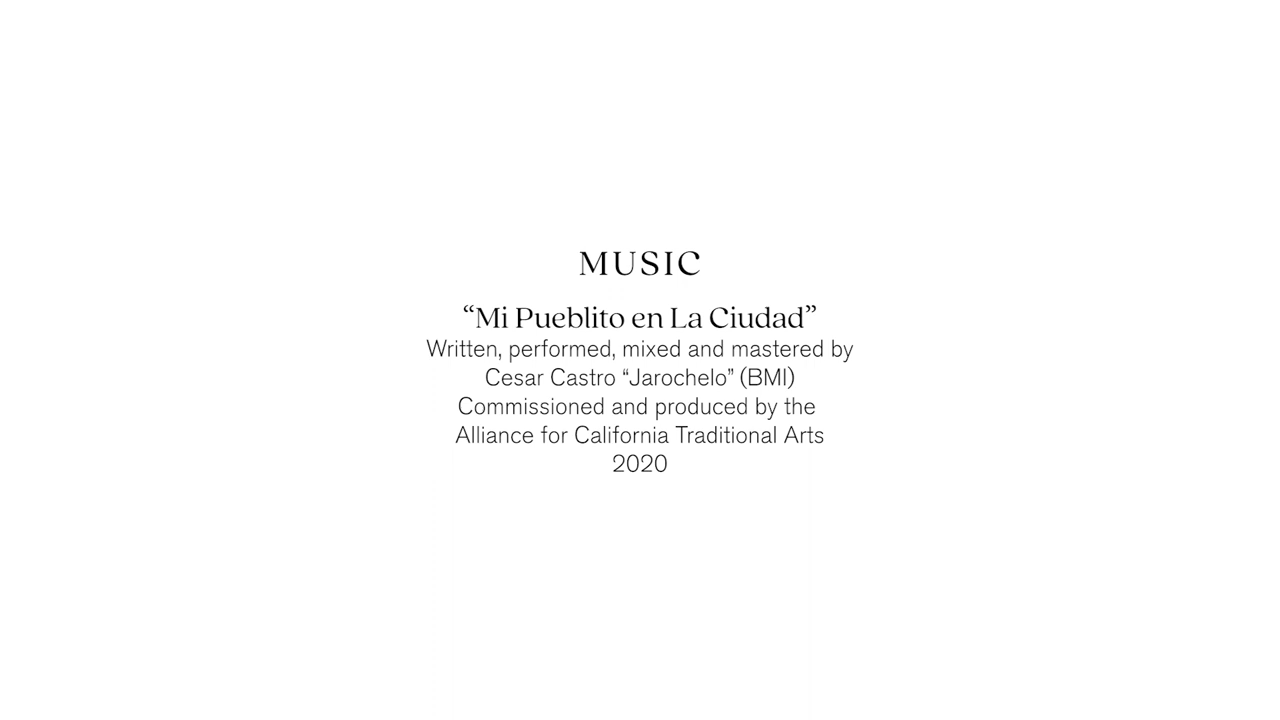 MUSIC
“Mi Pueblito en La Ciudad”
Written, performed, mixed and mastered by
Cesar Castro “Jarochelo” (BMI)
Commissioned and produced by the
Alliance for California Traditional Arts
2020